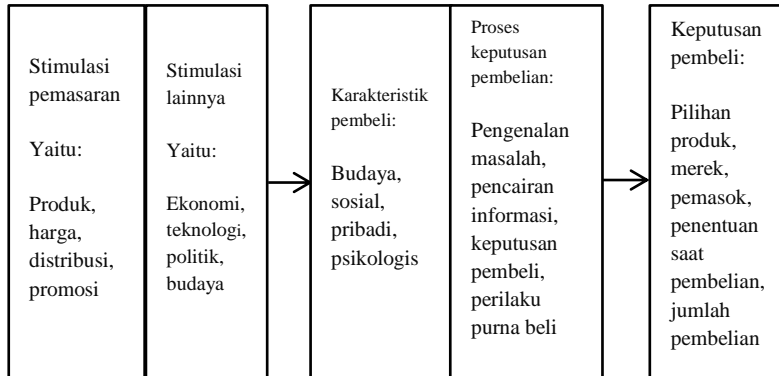 Stimulasi
pemasaran
Yaitu:
Produk,
harga,
distribusi,
promosi
Stimulasi
lainnya
Yaitu:
Ekonomi,
teknologi,
politik,
budaya
Karakteristik
pembeli:
Budaya,
sosial,
pribadi,
psikologis
Proses
keputusan
pembelian:
Pengenalan
masalah,
pencairan
informasi,
keputusan
pembeli,
perilaku
purna beli
Keputusan
pembeli:
Pilihan
produk,
merek,
pemasok,
penentuan
saat
pembelian,
jumlah
pembelian